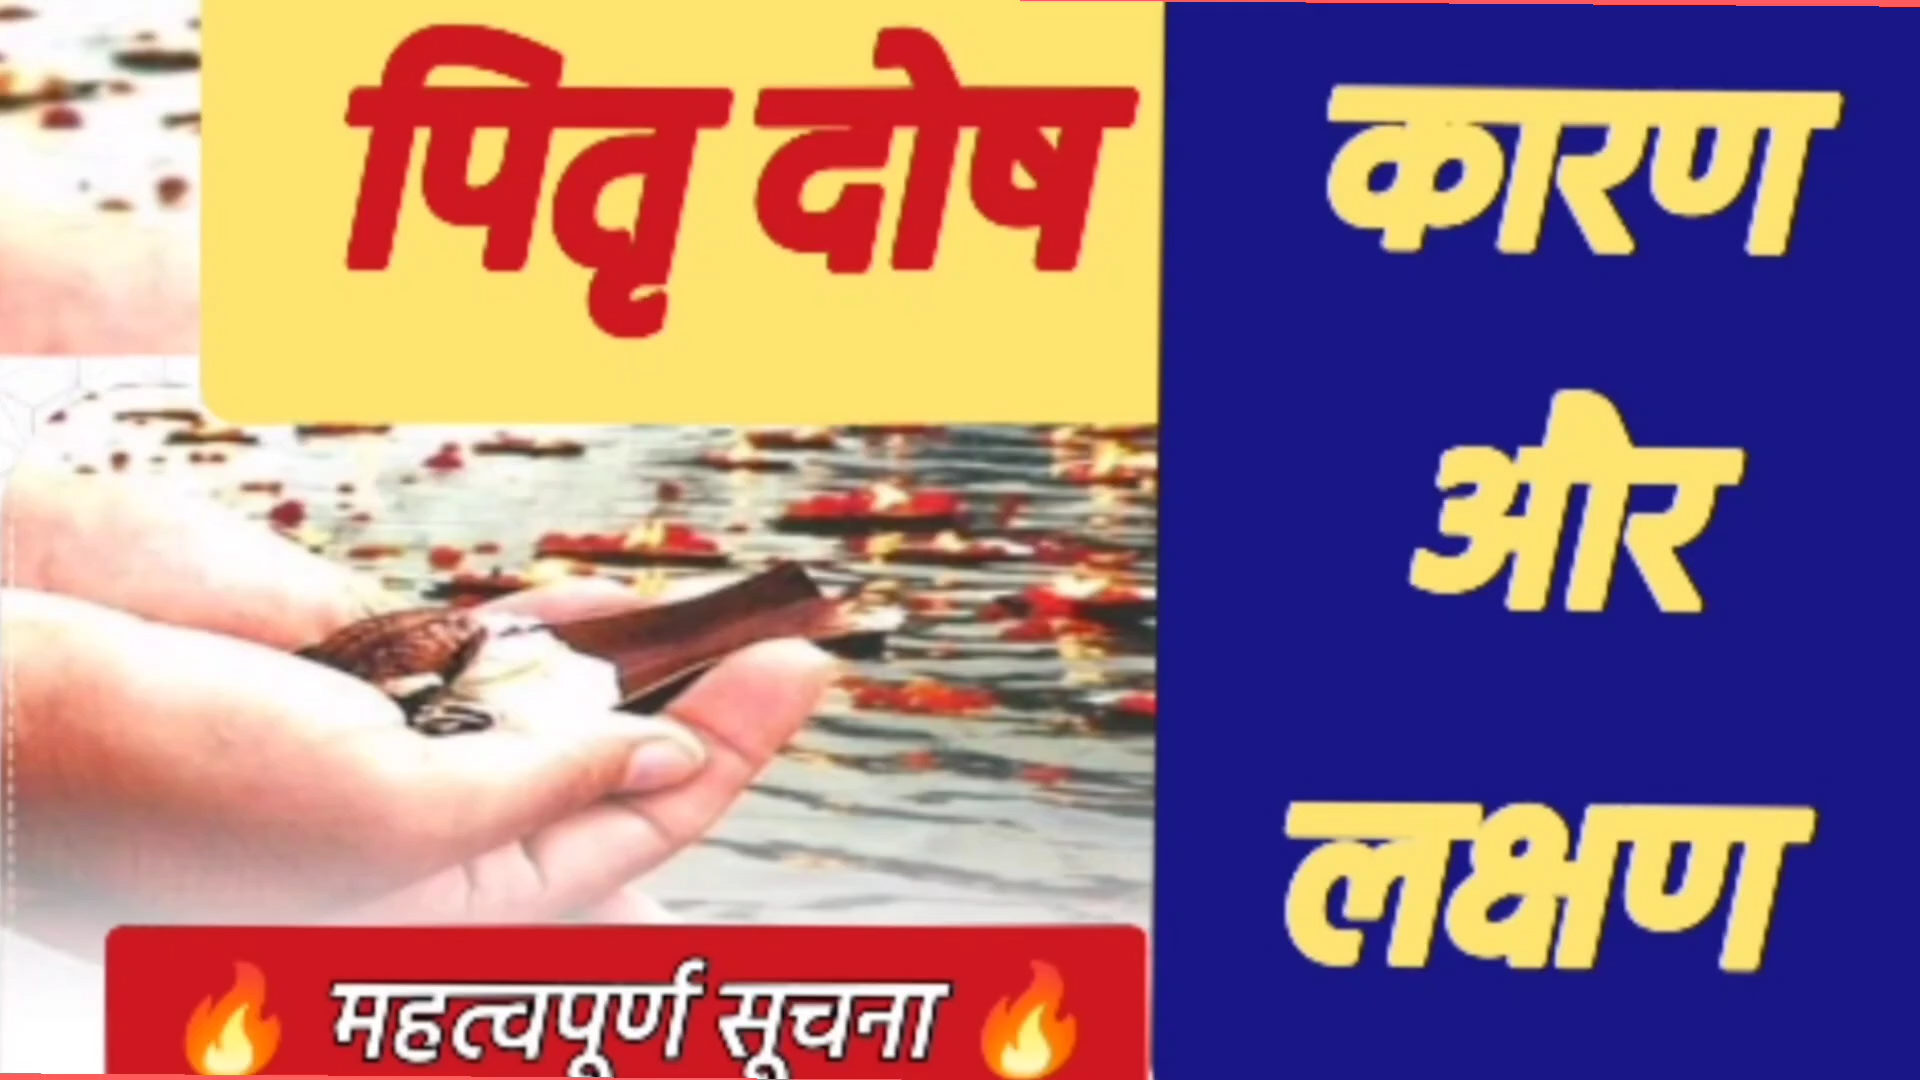 पितृ दोष
कारण
और
लक्षण
🔥 महत्वपूर्ण सूचना 🔥